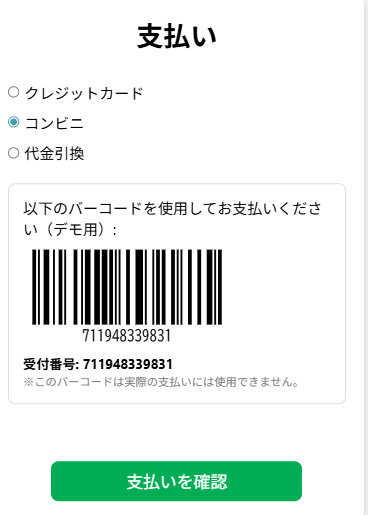 支払い
クレジットカード
コンビニ
代金引換
以下のバーコードを使用してお支払いくださ
い（デモ用）:
711948339831
受付番号: 711948339831
※このバーコードは実際の支払いには使用できません。
支払いを確認